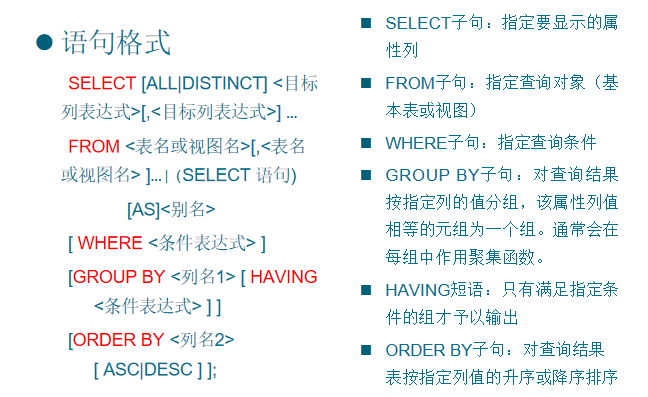 语句格式
SELECT [ALL|DISTINCT] <目标
列表达式>[,<目标列表达式>] …
FROM <表名或视图名>[,<表名
或视图名> ]…|(SELECT 语句)
[AS]<别名>
[ WHERE <条件表达式> ]
[GROUP BY <列名1> [ HAVING
<条件表达式> ] ]
[ORDER BY <列名2>
[ ASC|DESC ] ];
SELECT子句：指定要显示的属
性列
FROM子句：指定查询对象（基
本表或视图）
WHERE子句：指定查询条件
GROUP BY子句：对查询结果
按指定列的值分组，该属性列值
相等的元组为一个组。通常会在
每组中作用聚集函数。
HAVING短语：只有满足指定条
件的组才予以输出
ORDER BY子句：对查询结果
表按指定列值的升序或降序排序